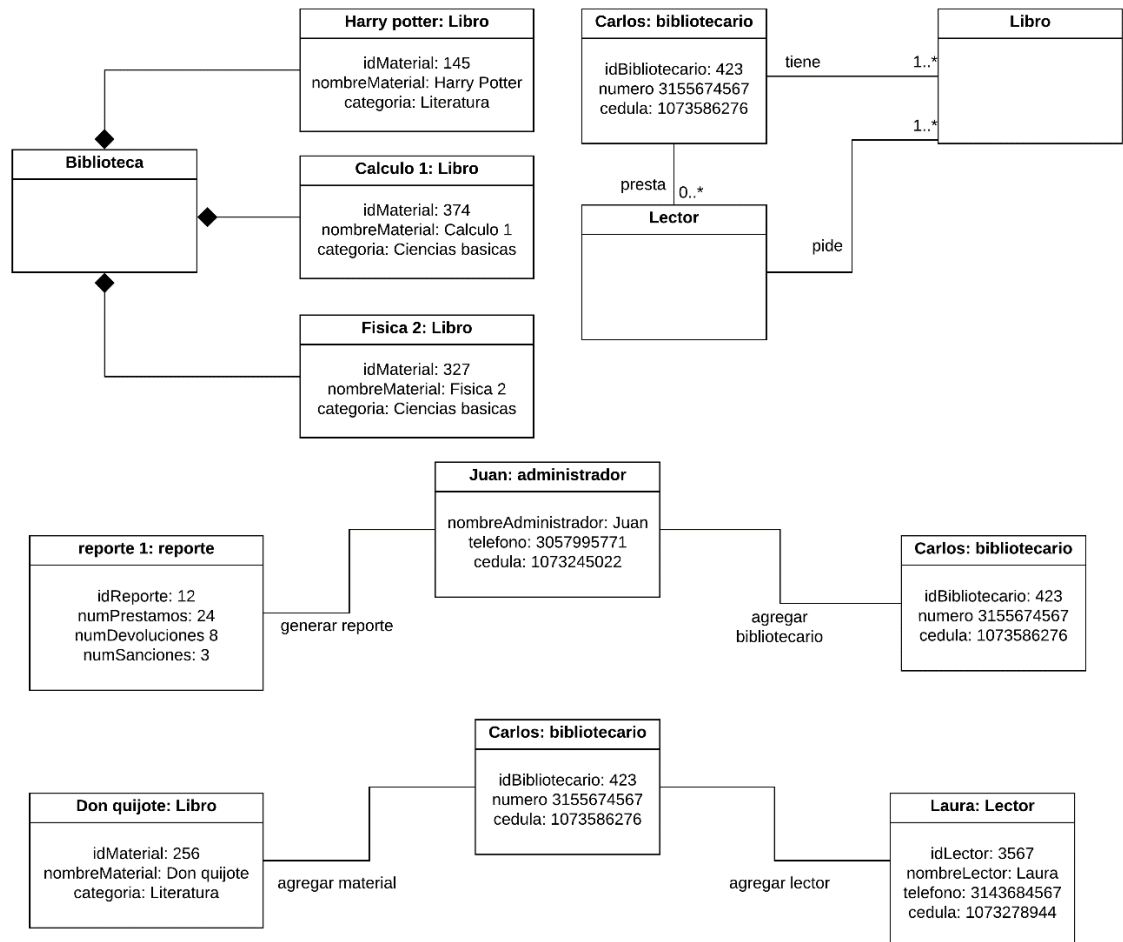 Harry potter: Libro
idMaterial: 145
nombreMaterial: Harry Potter
categoria: Literatura
Biblioteca
Calculo 1: Libro
idMaterial: 374
nombreMaterial: Calculo 1
categoria: Ciencias basicas
Fisica 2: Libro
idMaterial: 327
nombreMaterial: Fisica 2
categoria: Ciencias basicas
Carlos: bibliotecario
idBibliotecario: 423
numero 3155674567
cedula: 1073586276
tiene
1..*
Libro
1..*
presta
0..*
Lector
pide
Juan: administrador
nombreAdministrador: Juan
telefono: 3057995771
cedula: 1073245022
reporte 1: reporte
idReporte: 12
numPrestamos: 24
numDevoluciones 8
numSanciones: 3
generar reporte
agregar
bibliotecario
Carlos: bibliotecario
idBibliotecario: 423
numero 3155674567
cedula: 1073586276
Carlos: bibliotecario
idBibliotecario: 423
numero 3155674567
cedula: 1073586276
Don quijote: Libro
idMaterial: 256
nombreMaterial: Don quijote
categoria: Literatura
agregar material
agregar lector
Laura: Lector
idLector: 3567
nombreLector: Laura
telefono: 3143684567
cedula: 1073278944